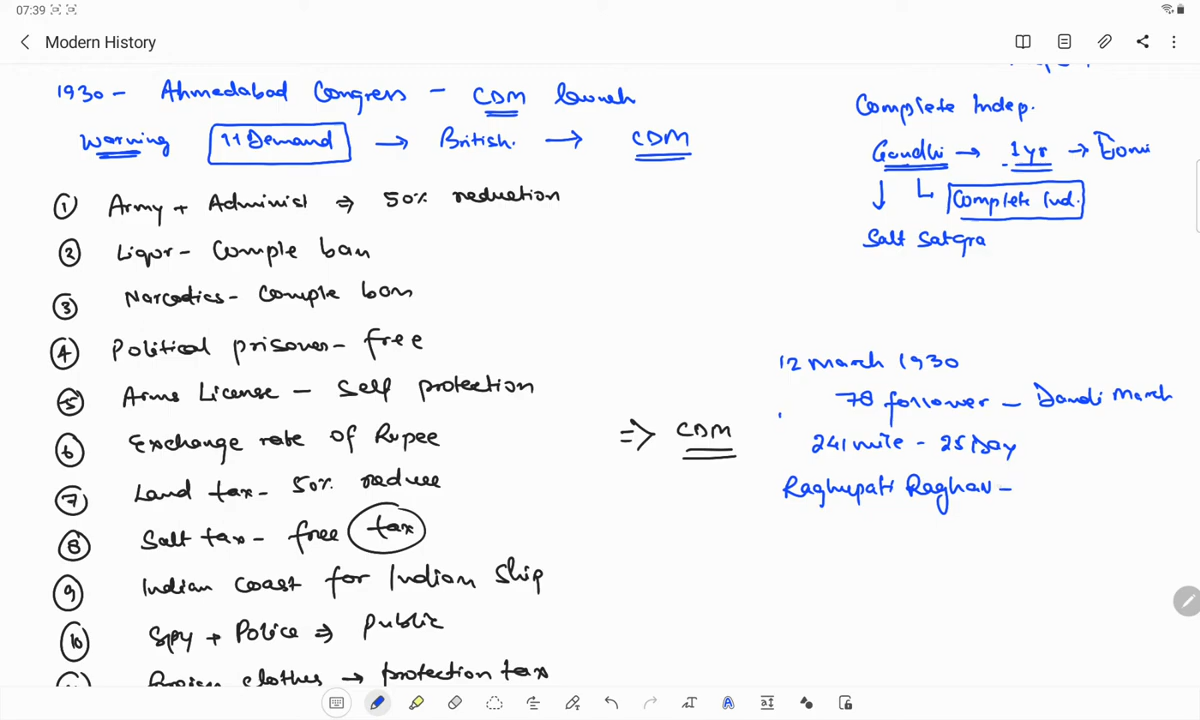 07:39
Modern History
1930 - Ahmedabad Congress - CDM launch
Warning 11 Demand → British. → CDM
① Army + Administ ⇒ 50% reduction
② Liqor - Comple ban
③ Narcotics - Comple ban
④ Political prisoner - free
⑤ Arms License - Self protection
⑥ Exchange rate of Rupee
⑦ Land tax - 50% reduce
⑧ Salt tax - free tax
⑨ Indian coast for Indian Ship
⑩ Spy + Police ⇒ public
clothes → protection tax
Complete Indep.
Gandhi → 1yr →
↓ Complete Ind.
Salt Satgra
12 march 1930
78 follower - Dandi March
⇒ CDM
241 mile - 25 Day
Raghupati Raghav -